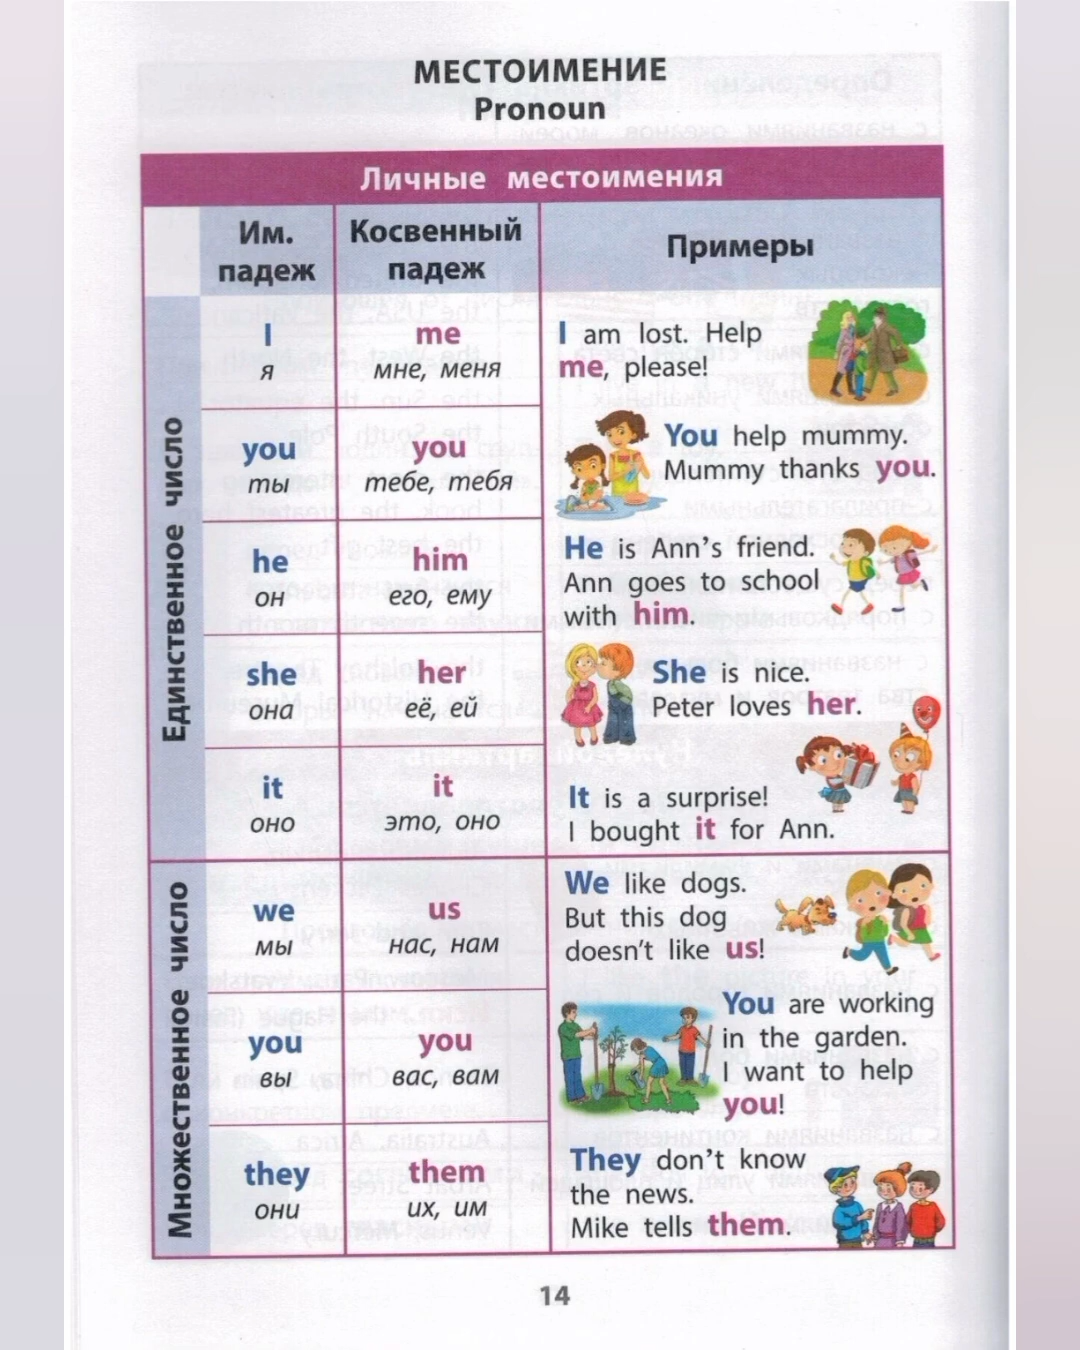 МЕСТОИМЕНИЕ
Pronoun
Личные местоимения
Им.
падеж
Косвенный
падеж
Примеры
Единственное число
I
я
me
мне, меня
I am lost. Help
me, please!
you
ты
you
тебе, тебя
You help mummy.
Mummy thanks you.
he
он
him
его, ему
He is Ann's friend.
Ann goes to school
with him.
she
она
her
её, ей
She is nice.
Peter loves her.
it
оно
it
это, оно
It is a surprise!
I bought it for Ann.
Множественное число
we
мы
us
нас, нам
We like dogs.
But this dog
doesn't like us!
you
вы
you
вас, вам
You are working
in the garden.
I want to help
you!
they
они
them
их, им
They don't know
the news.
Mike tells them.
14